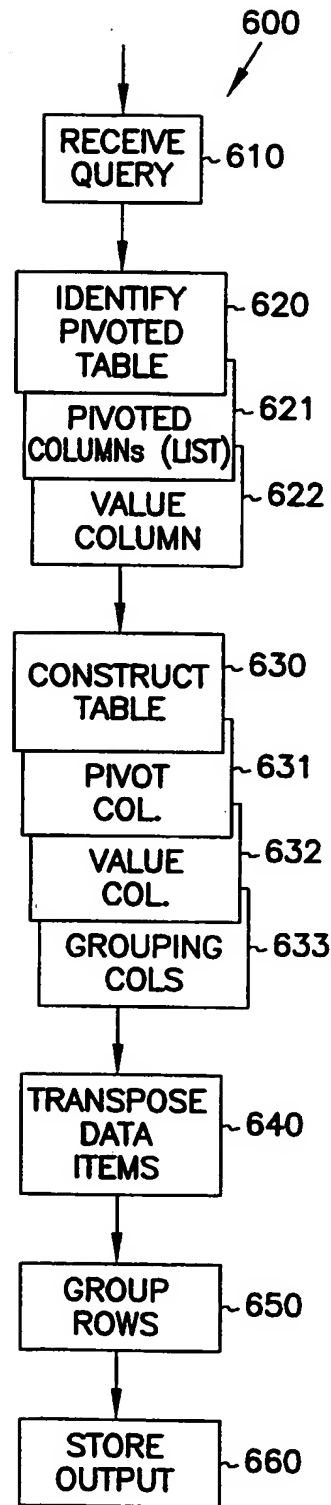 600
RECEIVE
QUERY
610
IDENTIFY
PIVOTED
TABLE
620
PIVOTED
COLUMNs (LIST)
621
VALUE
COLUMN
622
CONSTRUCT
TABLE
630
PIVOT
COL.
631
VALUE
COL.
632
GROUPING
COLS
633
TRANSPOSE
DATA
ITEMS
640
GROUP
ROWS
650
STORE
OUTPUT
660